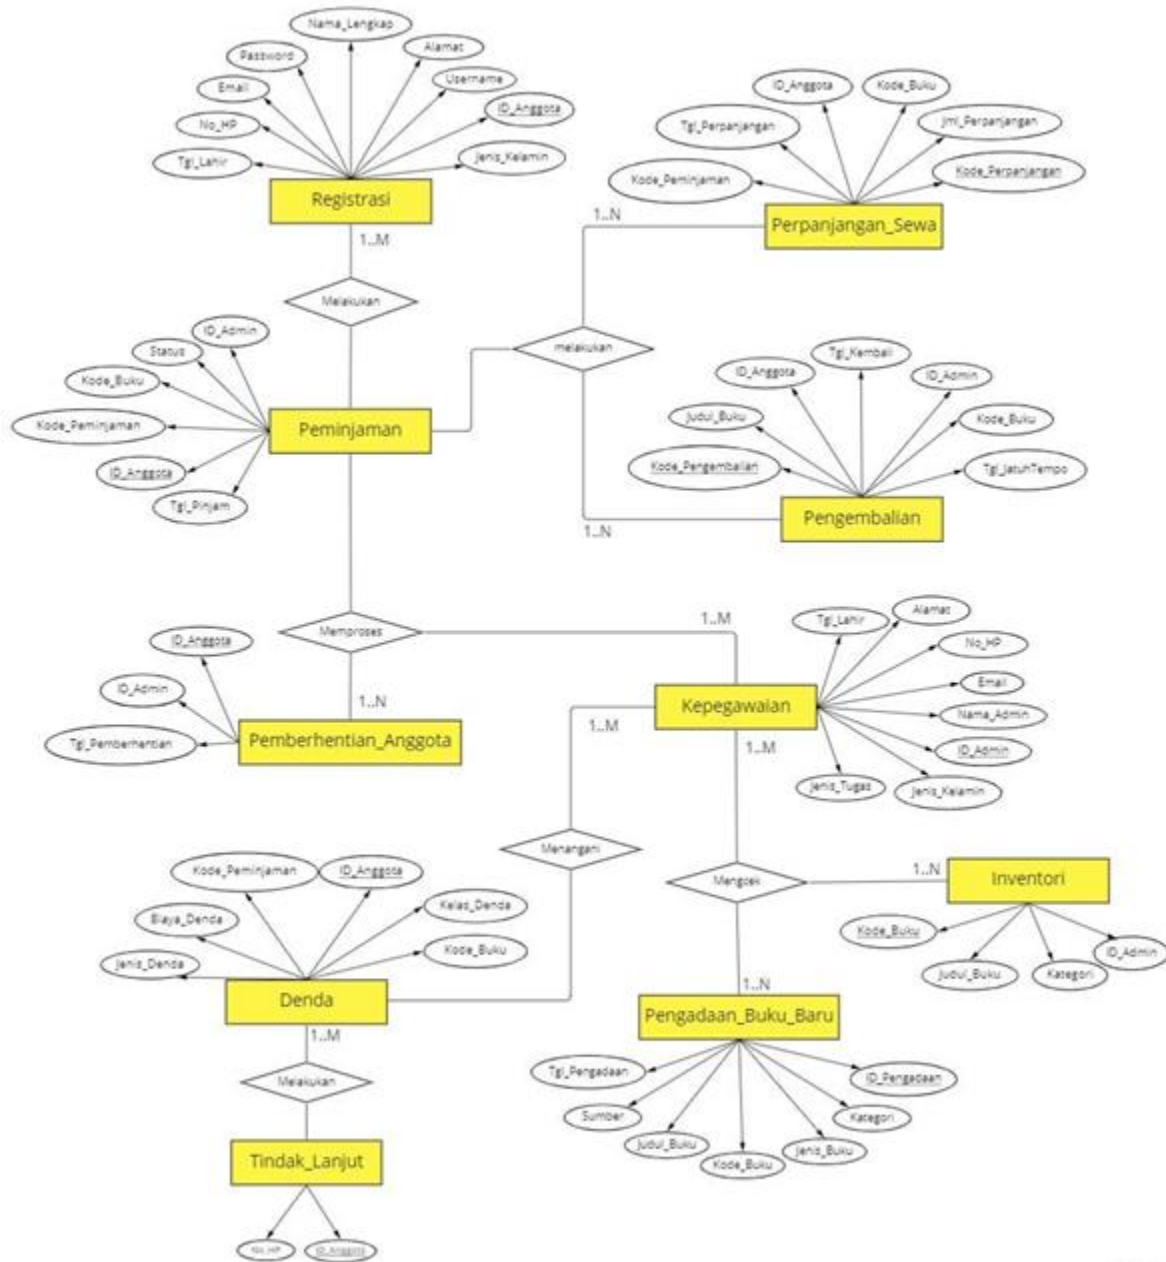 Nama_Lengkap
Password
Alamat
Email
Username
No_HP
ID_Anggota
Tgl_Lahir
Jenis_Kelamin
Registrasi
1..M
Melakukan
ID_Anggota
Kode_Buku
Tgl_Perpanjangan
Jml_Perpanjangan
Kode_Peminjaman
Kode_Perpanjangan
Perpanjangan_Sewa
1..N
melakukan
ID_Admin
Status
Kode_Buku
Kode_Peminjaman
ID_Anggota
Tgl_Pinjam
Peminjaman
Tgl_Kembali
ID_Anggota
ID_Admin
Judul_Buku
Kode_Buku
Kode_Pengembalian
Tgl_JatuhTempo
Pengembalian
1..N
Memproses
1..M
ID_Anggota
ID_Admin
Tgl_Pemberhentian
1..N
Pemberhentian_Anggota
Tgl_Lahir
Alamat
No_HP
Email
Nama_Admin
ID_Admin
Jenis_Kelamin
Jenis_Tugas
Kepegawaian
1..M
1..M
Menangani
Mengcek
1..N
Inventori
Kode_Buku
Judul_Buku
Kategori
ID_Admin
Kode_Peminjaman
ID_Anggota
Biaya_Denda
Kelas_Denda
Jenis_Denda
Kode_Buku
Denda
1..M
Melakukan
Tindak_Lanjut
No_HP
ID_Anggota
1..N
Pengadaan_Buku_Baru
Tgl_Pengadaan
ID_Pengadaan
Sumber
Kategori
Judul_Buku
Jenis_Buku
Kode_Buku